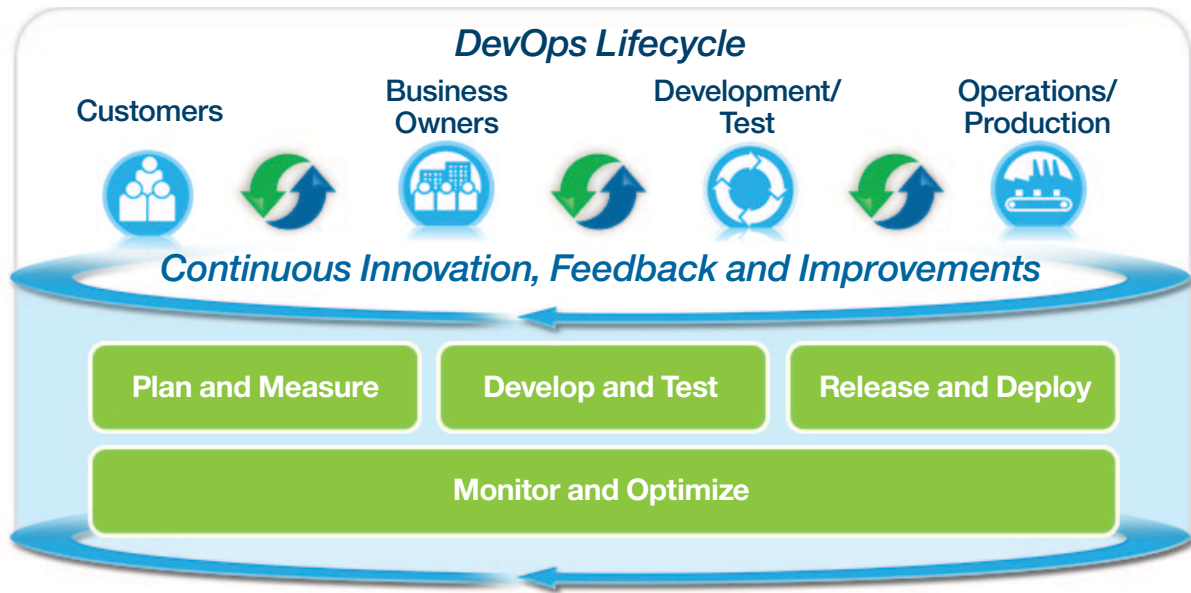 DevOps Lifecycle
Customers
Business
Owners
Development/
Test
Operations/
Production
Continuous Innovation, Feedback and Improvements
Plan and Measure
Develop and Test
Release and Deploy
Monitor and Optimize